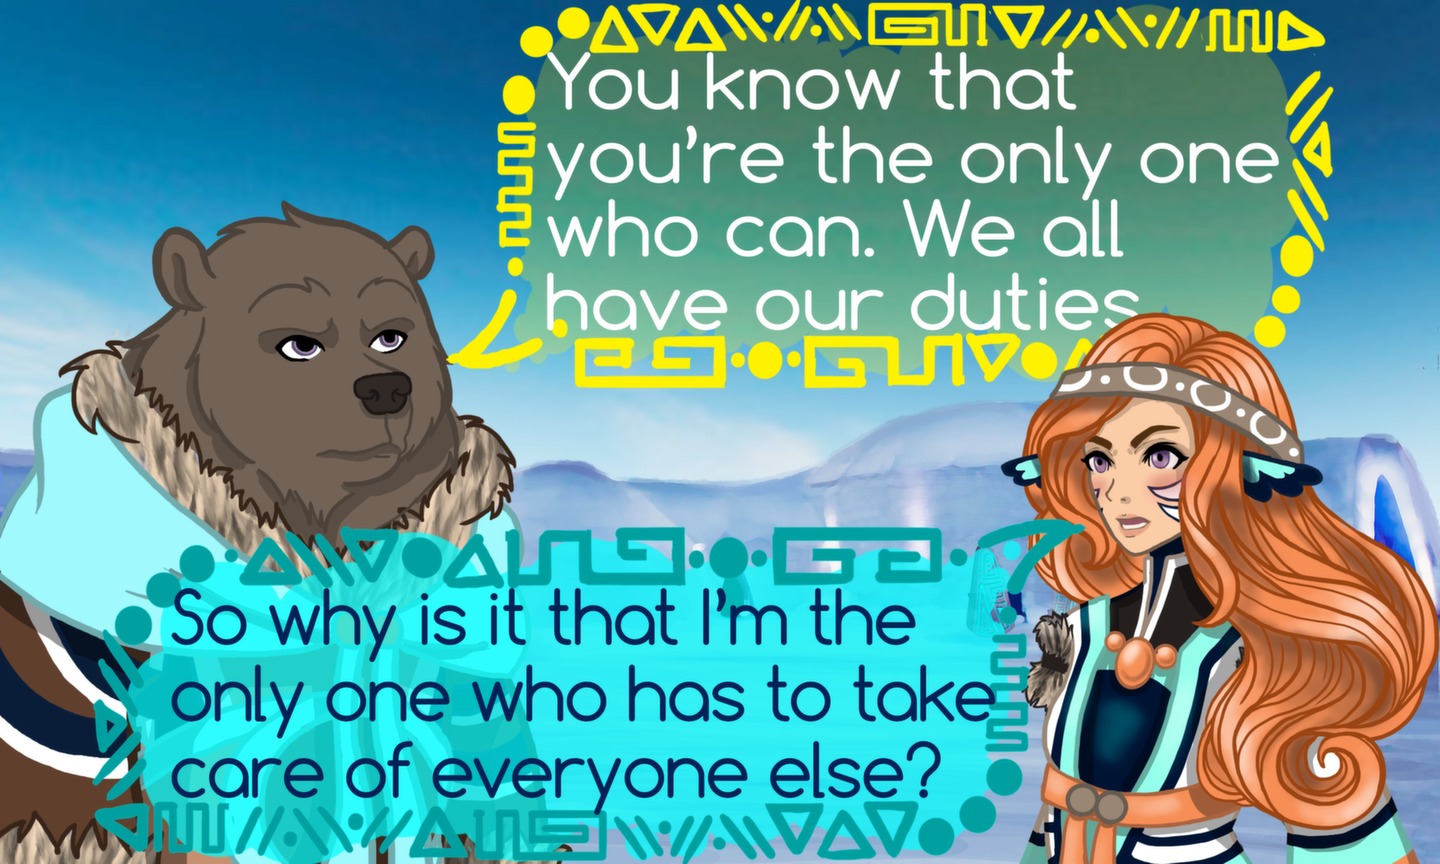 You know that
you're the only one
who can. We all
have our duties
So why is it that I'm the
only one who has to take
care of everyone else?